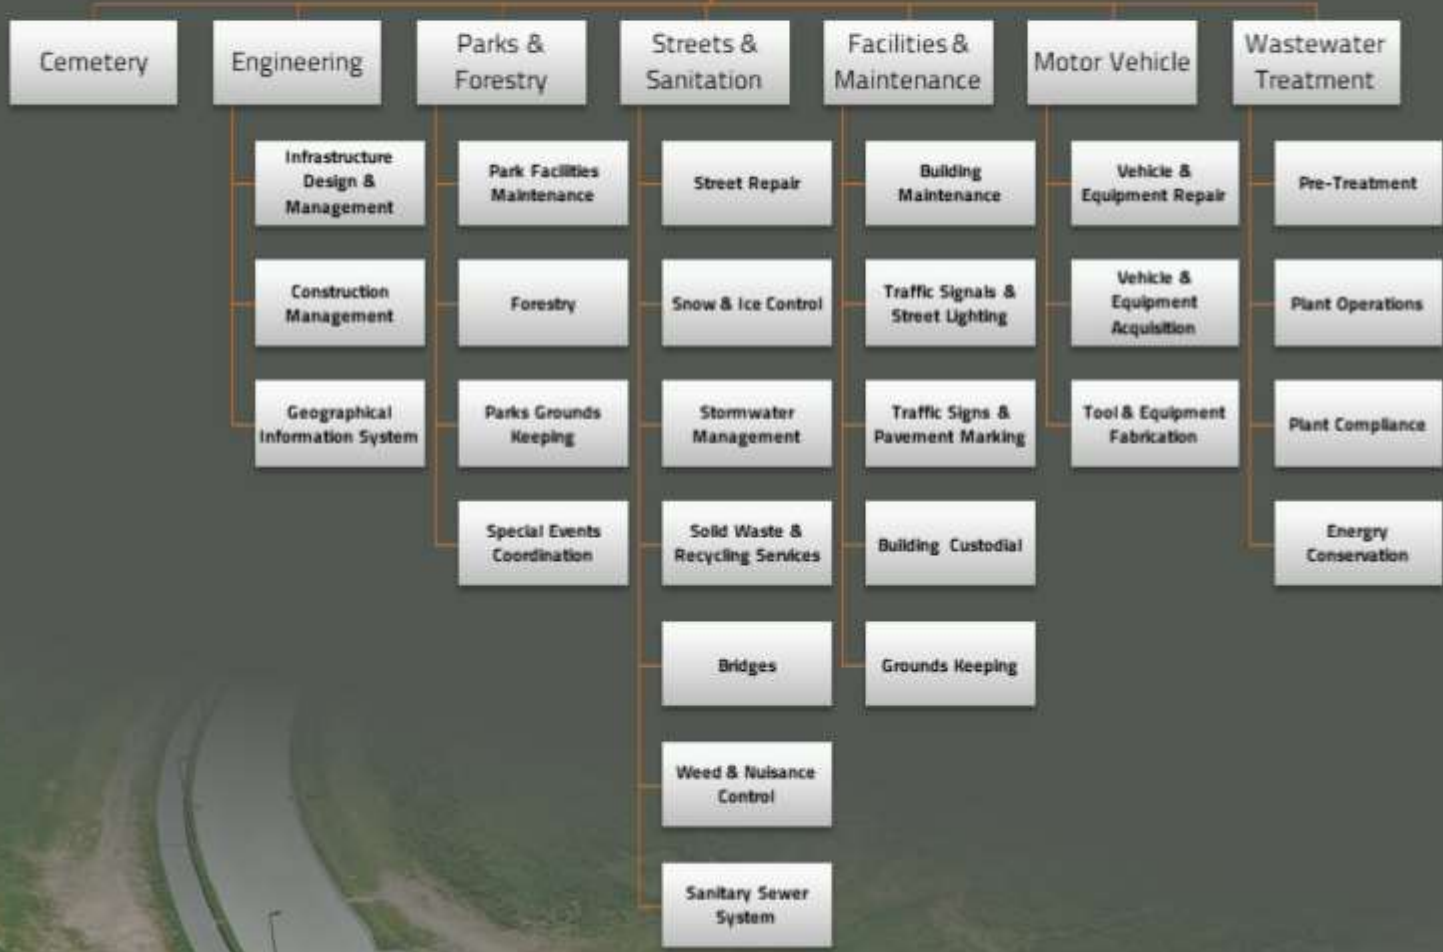 Cemetery
Engineering
Parks &
Forestry
Streets &
Sanitation
Facilities &
Maintenance
Motor Vehicle
Wastewater
Treatment
Infrastructure
Design &
Management
Construction
Management
Geographical
Information System
Park Facilities
Maintenance
Forestry
Parks Grounds
Keeping
Special Events
Coordination
Street Repair
Snow & Ice Control
Stormwater
Management
Solid Waste &
Recycling Services
Bridges
Weed & Nuisance
Control
Sanitary Sewer
System
Building
Maintenance
Traffic Signals &
Street Lighting
Traffic Signs &
Pavement Marking
Building Custodial
Grounds Keeping
Vehicle &
Equipment Repair
Vehicle &
Equipment
Acquisition
Tool & Equipment
Fabrication
Pre-Treatment
Plant Operations
Plant Compliance
Energry
Conservation